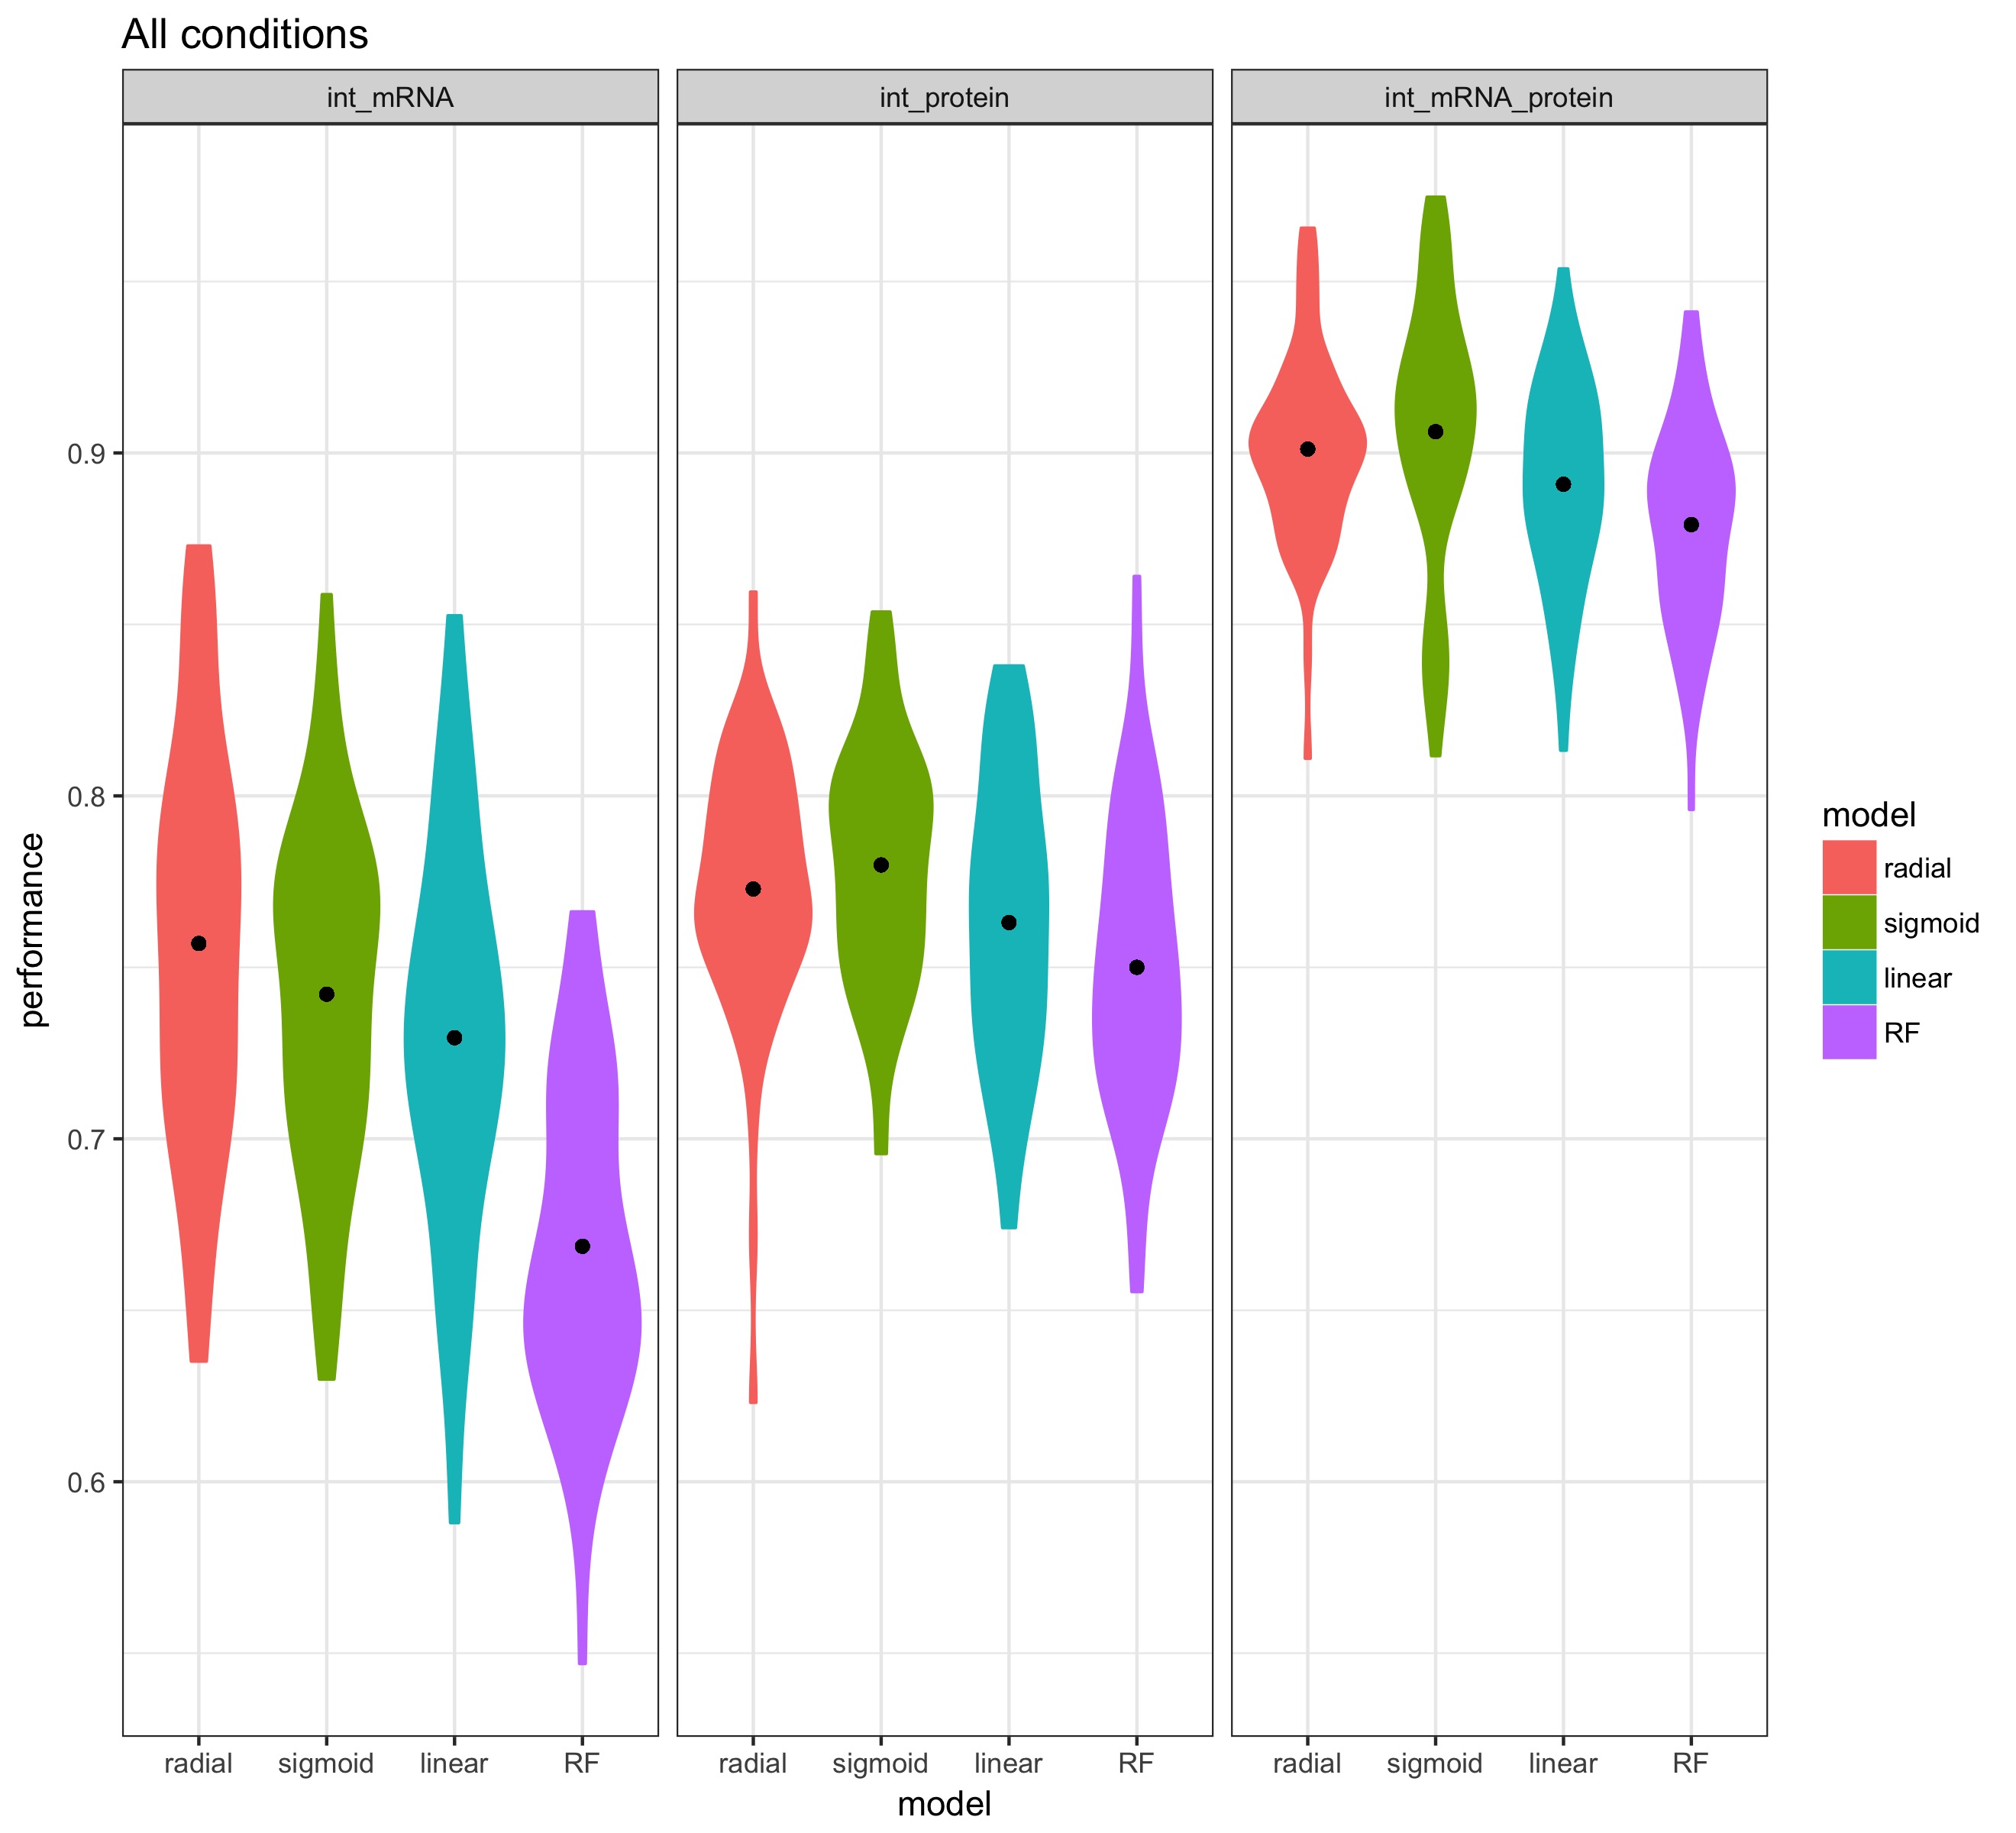 All conditions
int_mRNA int_protein int_mRNA_protein
0.9
0.8
0.7
0.6
performance
radial sigmoid linear RF radial sigmoid linear RF radial sigmoid linear RF
model
model
radial
sigmoid
linear
RF